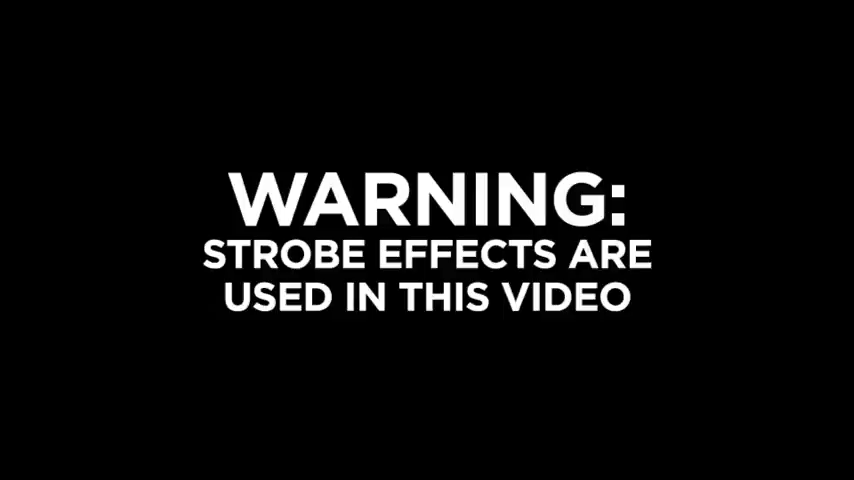 WARNING:
STROBE EFFECTS ARE
USED IN THIS VIDEO